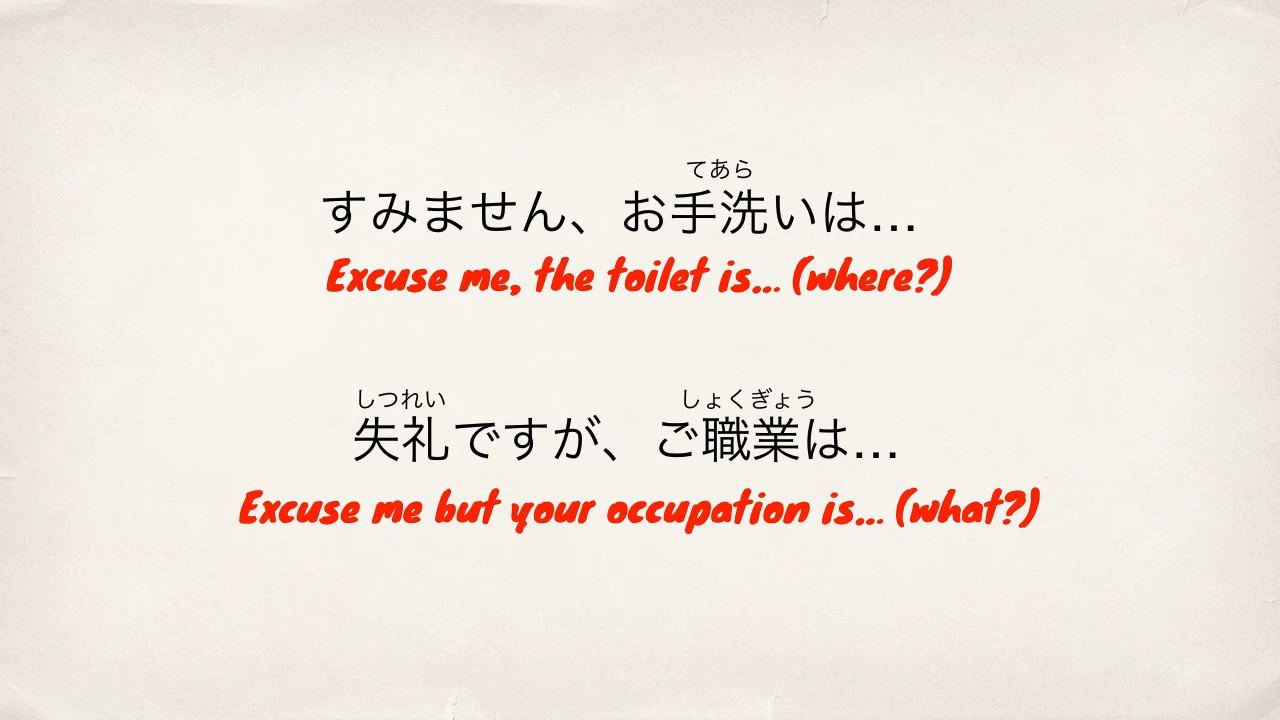 てあら
すみません、お手洗いは...
Excuse me, the toilet is... (where?)
しつれい しょくぎょう
失礼ですが、ご職業は...
Excuse me but your occupation is... (what?)